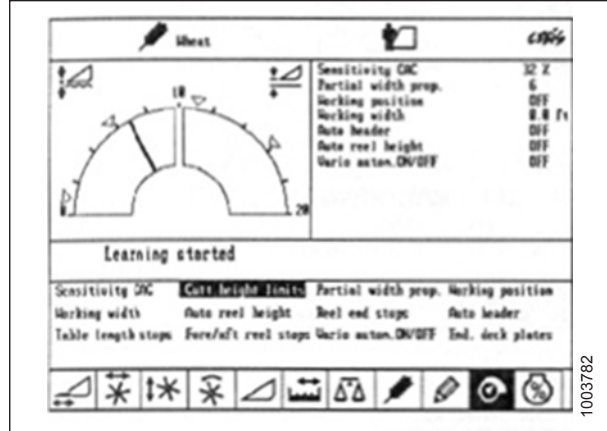 Wheat
Sensitivity CAC 32 %
Partial width prop. 6
Working position OFF
Working width 0.0 ft
Auto header OFF
Auto reel height OFF
Vario autom.ON/OFF OFF
10
0
20
Learning started
Sensitivity CAC Cutt.height limits Partial width prop. Working position
Working width Auto reel height Reel end stops Auto header
Table length stops Fore/aft reel stops Vario autom.ON/OFF End. deck plates
1003782